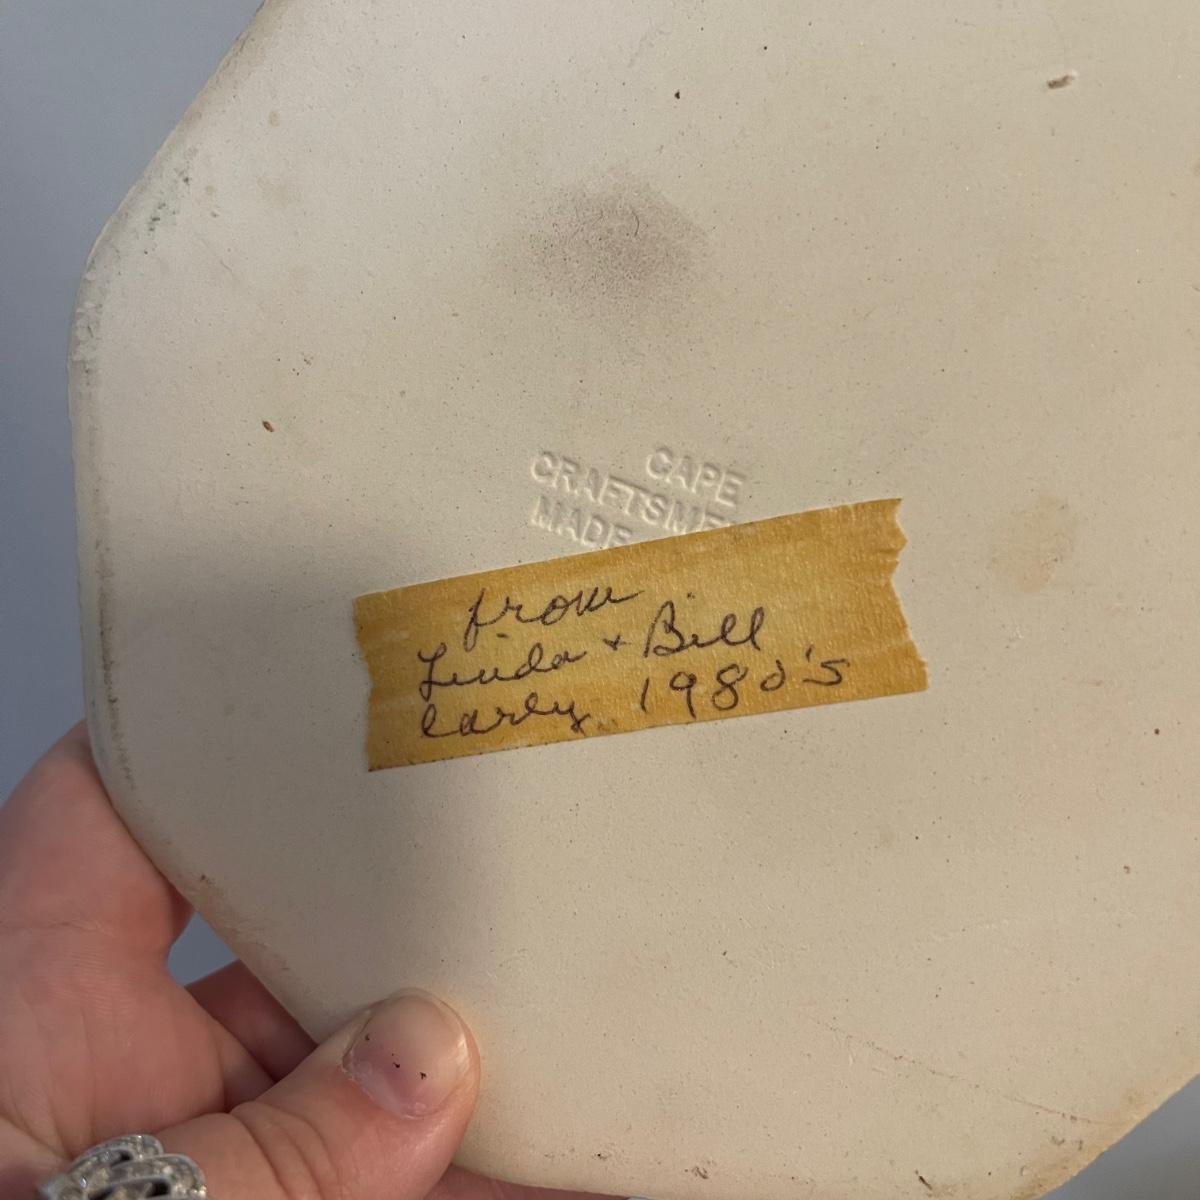 CAPE
CRAFTSME
MADE
from
Linda + Bill
early 1980's